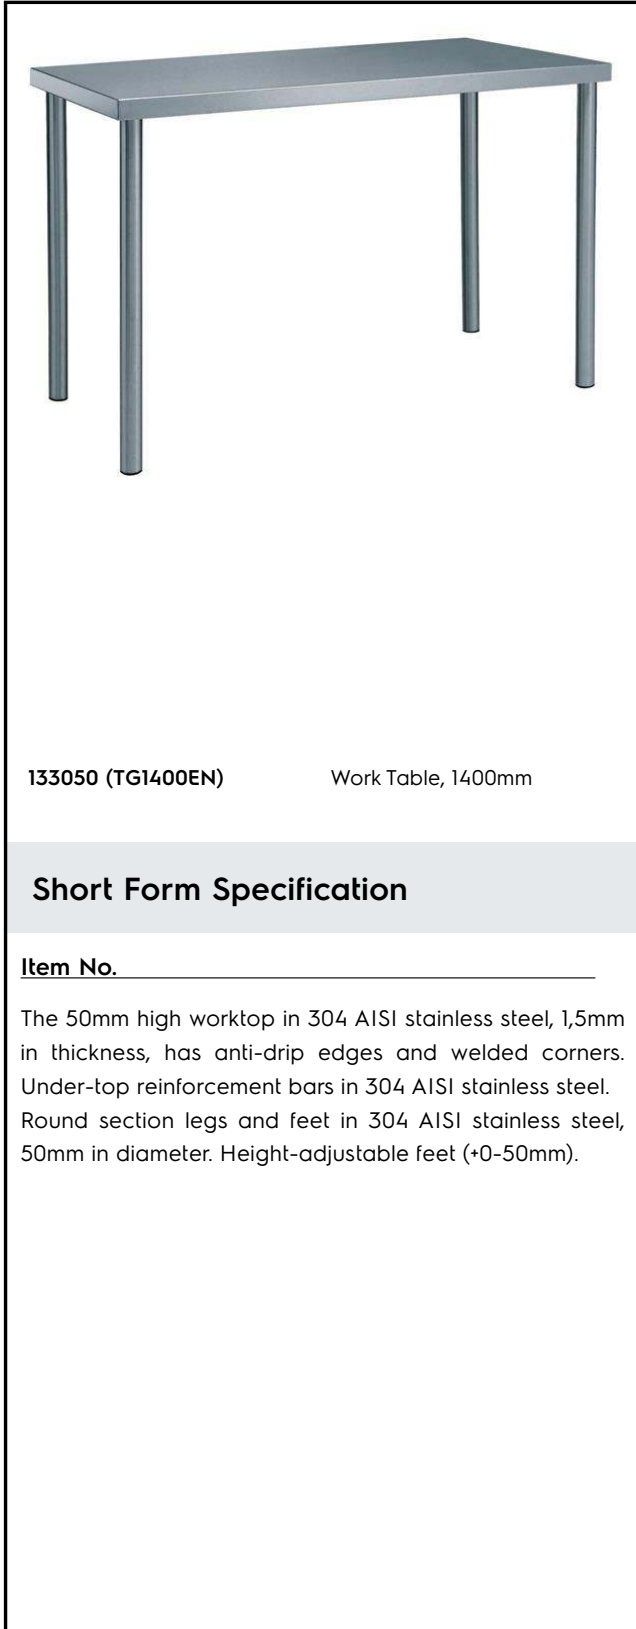 133050 (TG1400EN) Work Table, 1400mm
Short Form Specification
Item No.
The 50mm high worktop in 304 AISI stainless steel, 1,5mm
in thickness, has anti-drip edges and welded corners.
Under-top reinforcement bars in 304 AISI stainless steel.
Round section legs and feet in 304 AISI stainless steel,
50mm in diameter. Height-adjustable feet (+0-50mm).